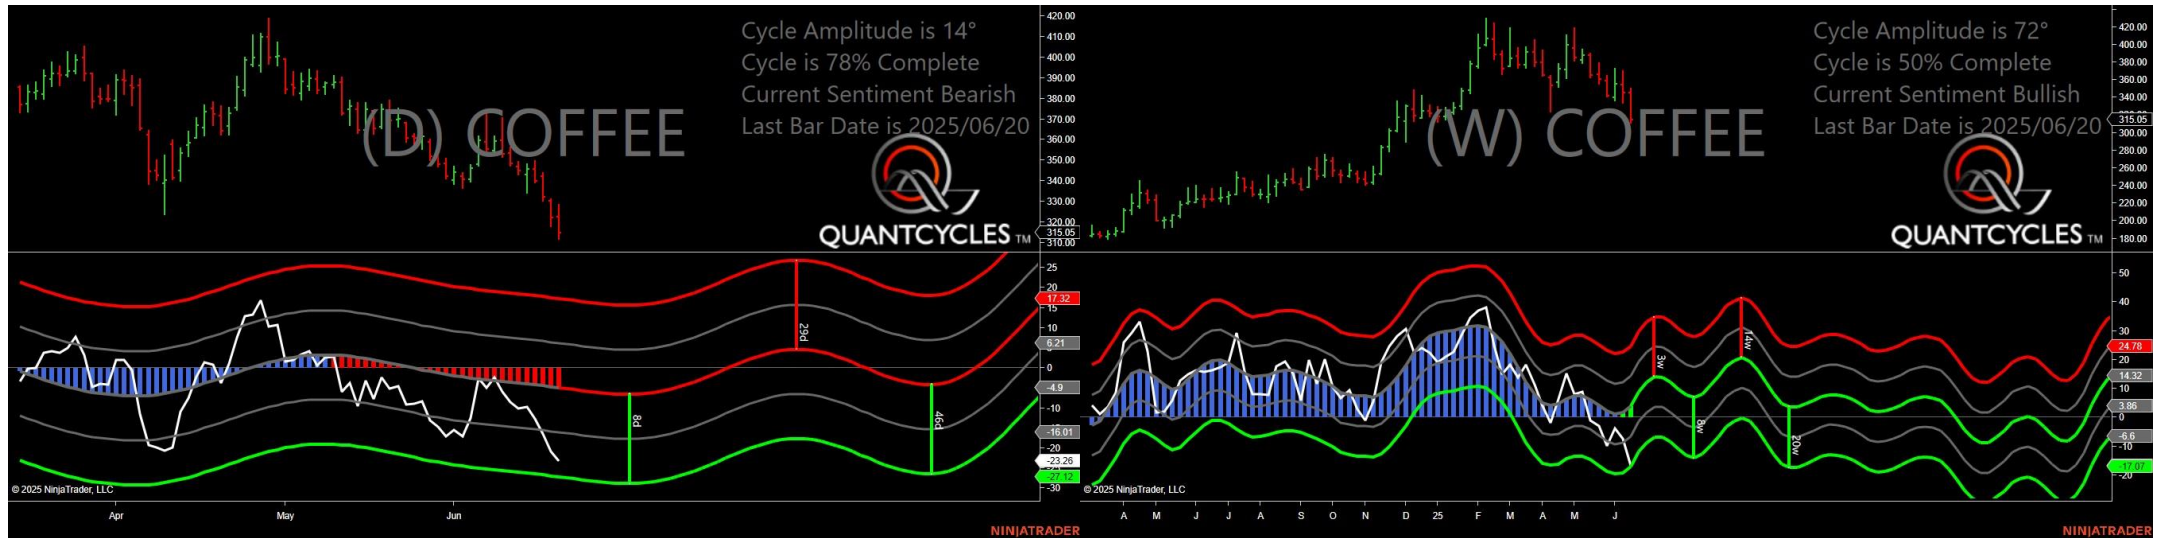 Cycle Amplitude is 14°
Cycle is 78% Complete
Current Sentiment Bearish
Last Bar Date is 2025/06/20
(D) COFFEE
QUANTCYCLES TM
420.00
410.00
400.00
390.00
380.00
370.00
360.00
350.00
340.00
330.00
320.00
315.05
310.00
25
20
17.32
15
10
6.21
0
-4.9
-10
-16.01
-20
-23.26
-27.12
-30
29d
8d
46d
© 2025 NinjaTrader, LLC
Apr May Jun
NINJATRADER
Cycle Amplitude is 72°
Cycle is 50% Complete
Current Sentiment Bullish
Last Bar Date is 2025/06/20
(W) COFFEE
QUANTCYCLES TM
420.00
400.00
380.00
360.00
340.00
315.05
300.00
280.00
260.00
240.00
220.00
200.00
180.00
50
40
30
24.78
20
14.32
10
3.86
0
-6.6
-10
-17.07
-20
3w
14w
8w
20w
© 2025 NinjaTrader, LLC
A M J J A S O N D 25 F M A M J
NINJATRADER